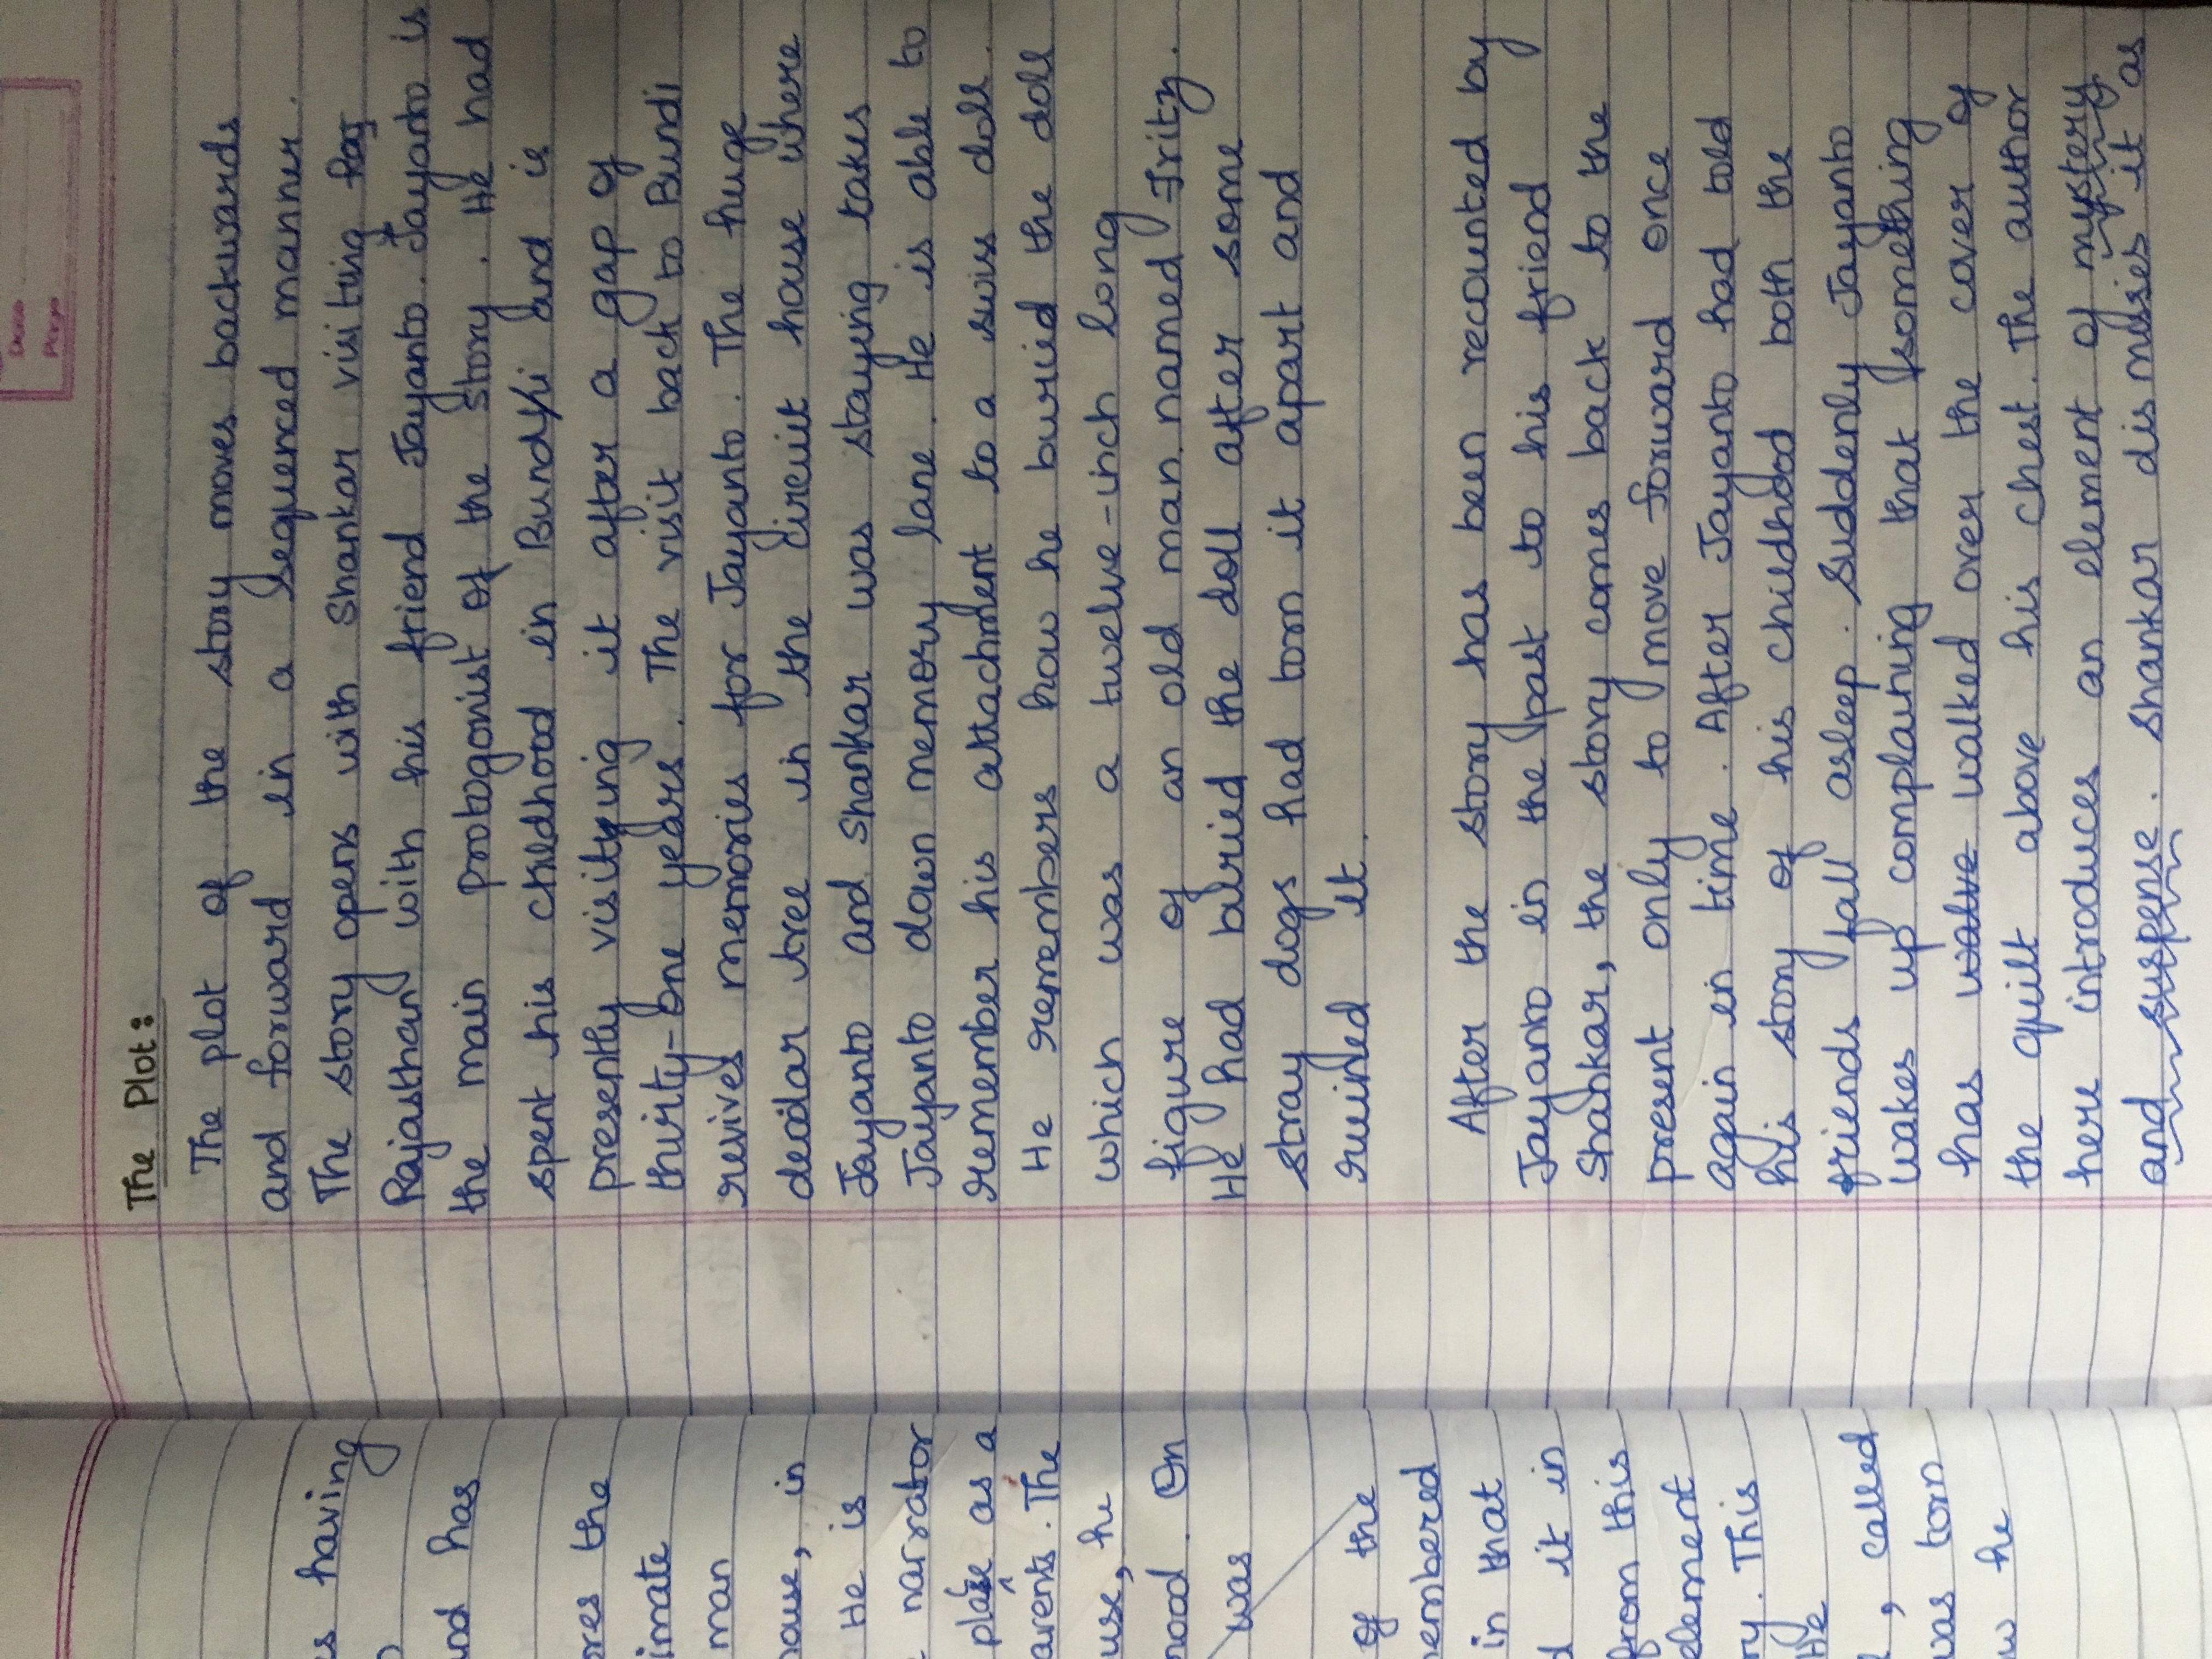 s having
and has
ores the
imate
man
house, in
He is
narrator
place as a
arents. The
use, he
hood. On
was
of the
membered
in that
d it in
from this
element
ry. This
He
l, called
was torn
ow he
Date
Page
The Plot:
The plot of the story moves backwards
and forward in a sequenced manner.
The story opens with Shankar visiting Raj
Rajasthan with his friend Jayanto. Jayanto is
the main protogonist of the story. He had
spent his childhood in Bundi and is
presently visitying it after a gap of
thirty-one years. The visit back to Bundi
revives memories for Jayanto. The huge
deodar tree in the circuit house where
Jayanto and Shankar was staying takes
Jayanto down memory lane. He is able to
remember his attachment to a swiss doll.
He remembers how he buried the doll
which was a twelve-inch long
figure of an old man named Fritz.
He had buried the doll after some
stray dogs had torn it apart and
ruined it.
After the story has been recounted by
Jayanto in the past to his friend
Shankar, the story comes back to the
present only to move forward once
again in time. After Jayanto had told
his story of his childhood both the
friends fall asleep. Suddenly Jayanto
wakes up complaining that something
has walve walked over the cover of
the quilt above his chest. The author
here introduces an element of mystery
and suspense. Shankar dismisses it as